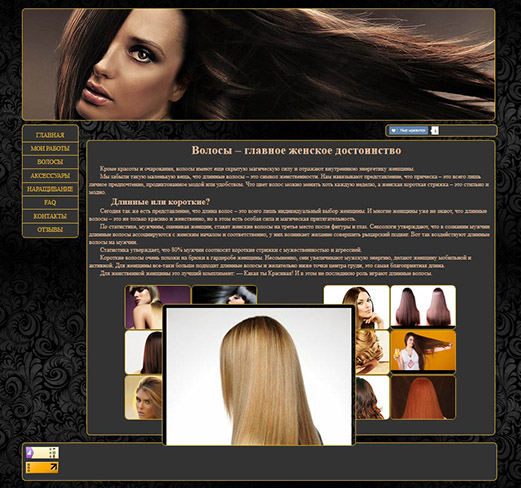 ГЛАВНАЯ
МОИ РАБОТЫ
ВОЛОСЫ
АКСЕССУАРЫ
НАРАЩИВАНИЕ
FAQ
КОНТАКТЫ
ОТЗЫВЫ
Мне нравится
Волосы – главное женское достоинство
Кроме красоты и очарования, волосы имеют еще скрытую магическую силу и отражают внутреннюю энергетику женщины.
Мы забыли такую маленькую вещь, что длинные волосы – это символ женственности. Нам навязывают представление, что прическа – это всего лишь
личное предпочтение, продиктованное модой или удобством. Что цвет волос можно менять хоть каждую неделю, а женская короткая стрижка – это стильно и
модно.
Длинные или короткие?
Сегодня так же есть представление, что длина волос – это всего лишь индивидуальный выбор женщины. И многие женщины уже не знают, что длинные
волосы – это не только красиво и женственно, но в этом есть особая сила и магическая притягательность.
По статистике, мужчины, оценивая женщин, ставят женские волосы на третье место после фигуры и глаз. Сексологи утверждают, что в сознании мужчин
длинные волосы ассоциируются с женским началом и соответственно, у них возникает желание совершить рыцарский подвиг. Вот так воздействуют длинные
волосы на мужчин.
Статистика утверждает, что 80% мужчин соотносят короткие стрижки с мужественностью и агрессией.
Короткие волосы очень похожи на брюки в гардеробе женщины. Несомненно, они увеличивают мужскую энергию, делают женщину мобильной и
активной. Для женщины все-таки больше подходят длинные волосы и желательно ниже точки центра груди, это самая благоприятная длина.
Для женственной женщины это лучший комплимент: — Какая ты Красивая! И в этом не последнюю роль играют длинные волосы.